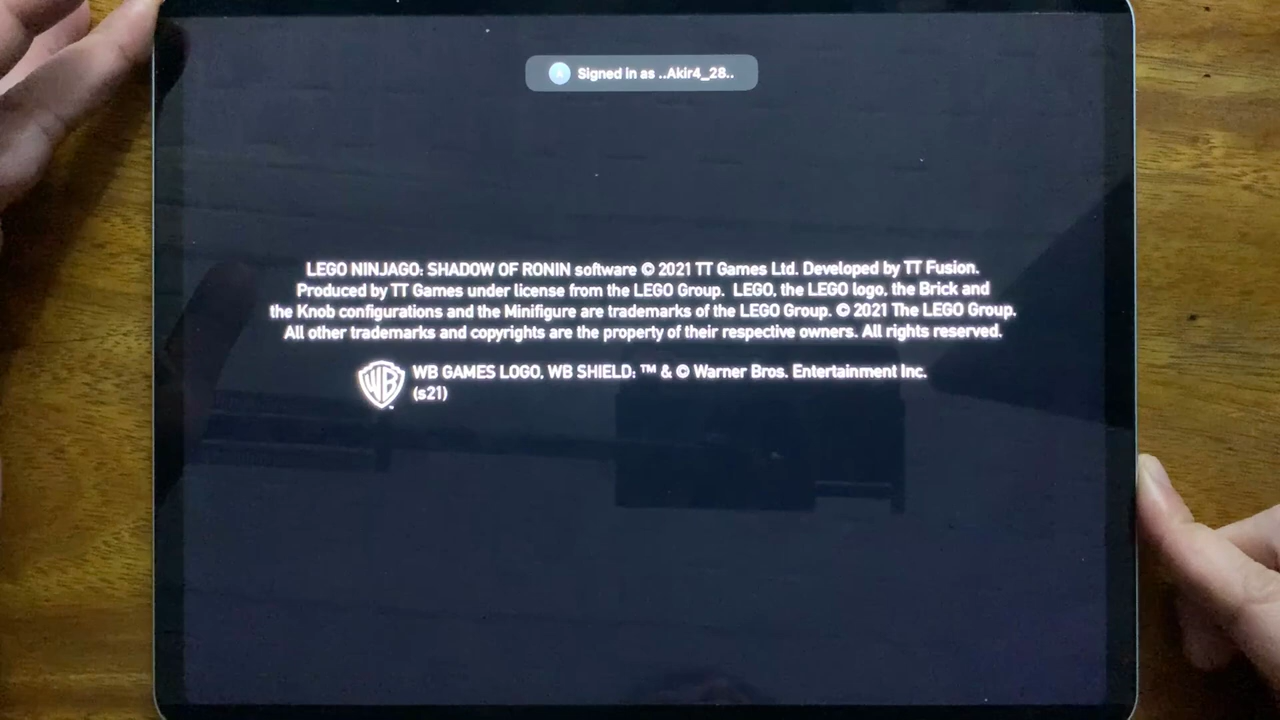 Signed in as ..Akir4_28..
LEGO NINJAGO: SHADOW OF RONIN software © 2021 TT Games Ltd. Developed by TT Fusion.
Produced by TT Games under license from the LEGO Group. LEGO, the LEGO logo, the Brick and
the Knob configurations and the Minifigure are trademarks of the LEGO Group. © 2021 The LEGO Group.
All other trademarks and copyrights are the property of their respective owners. All rights reserved.
WB WB GAMES LOGO, WB SHIELD: ™ & © Warner Bros. Entertainment Inc.
(s21)